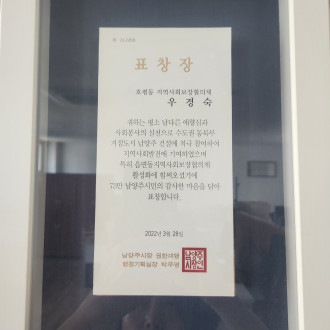 표 창 장
호평동 지역사회보장협의체
우 경 숙
귀하는 평소 남다른 애향심과
사회봉사의 실천으로 수도권 동북부
거점도시 남양주 건설에 적극 참여하여
지역사회발전에 기여하였으며
특히 읍면동지역사회보장협의체
활성화에 힘써오셨기에
73만 남양주시민의 감사한 마음을 담아
표창합니다.
2022년 3월 28일
남양주시장 권한대행
행정기획실장 박무영